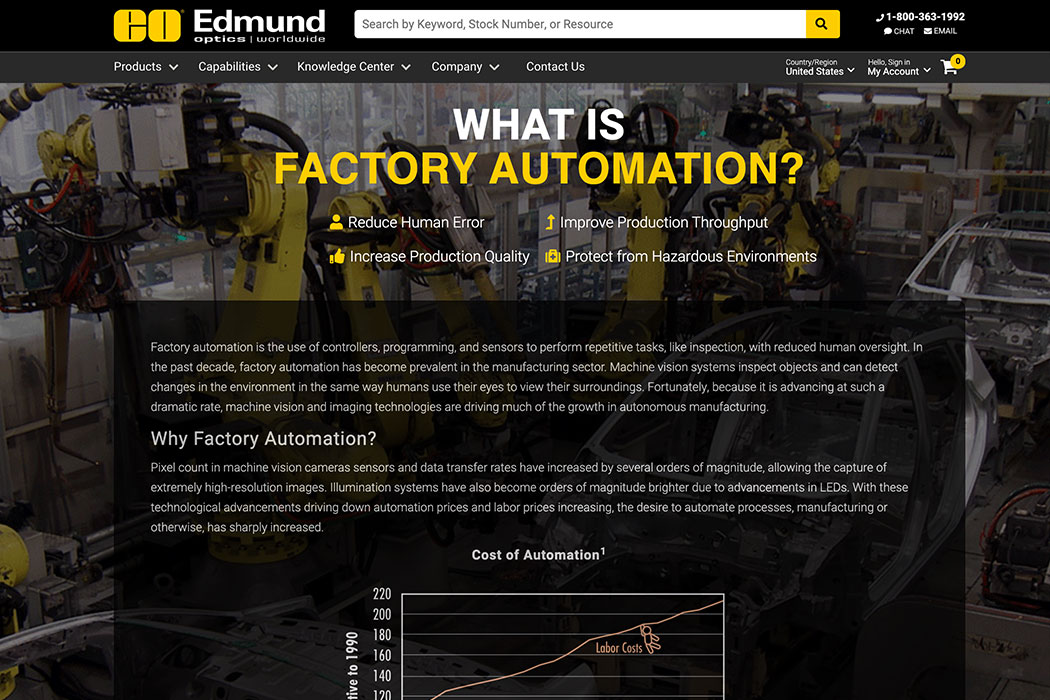 EO® Edmund
optics | worldwide
Search by Keyword, Stock Number, or Resource
1-800-363-1992
CHAT EMAIL
Products Capabilities Knowledge Center Company Contact Us
Country/Region
United States
Hello, Sign in
My Account
0
WHAT IS
FACTORY AUTOMATION?
Reduce Human Error
Improve Production Throughput
Increase Production Quality
Protect from Hazardous Environments
Factory automation is the use of controllers, programming, and sensors to perform repetitive tasks, like inspection, with reduced human oversight. In
the past decade, factory automation has become prevalent in the manufacturing sector. Machine vision systems inspect objects and can detect
changes in the environment in the same way humans use their eyes to view their surroundings. Fortunately, because it is advancing at such a
dramatic rate, machine vision and imaging technologies are driving much of the growth in autonomous manufacturing.
Why Factory Automation?
Pixel count in machine vision cameras sensors and data transfer rates have increased by several orders of magnitude, allowing the capture of
extremely high-resolution images. Illumination systems have also become orders of magnitude brighter due to advancements in LEDs. With these
technological advancements driving down automation prices and labor prices increasing, the desire to automate processes, manufacturing or
otherwise, has sharply increased.
Cost of Automation1
220
200
180
160
140
120
tive to 1990
Labor Costs